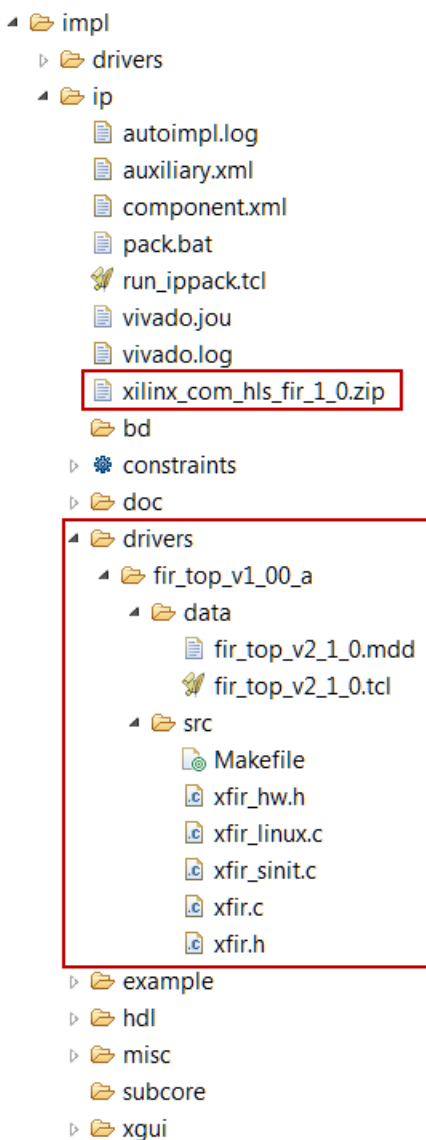 impl
drivers
ip
autoimpl.log
auxiliary.xml
component.xml
pack.bat
run_ippack.tcl
vivado.jou
vivado.log
xilinx_com_hls_fir_1_0.zip
bd
constraints
doc
drivers
fir_top_v1_00_a
data
fir_top_v2_1_0.mdd
fir_top_v2_1_0.tcl
src
Makefile
xfir_hw.h
xfir_linux.c
xfir_sinit.c
xfir.c
xfir.h
example
hdl
misc
subcore
xgui